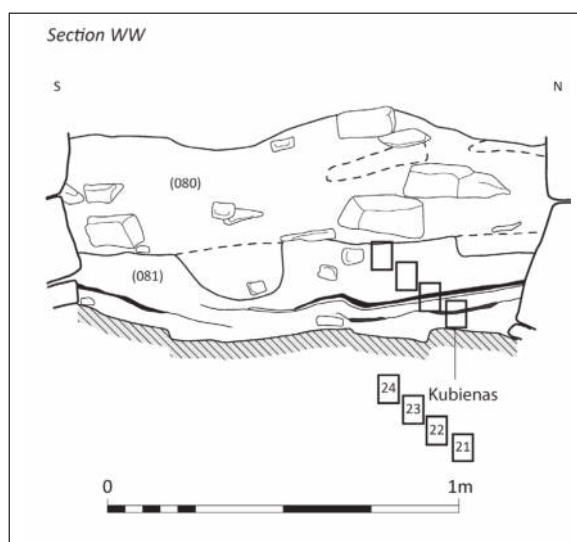 Section WW
S N
(080)
(081)
Kubienas
24
23
22
21
0 1m